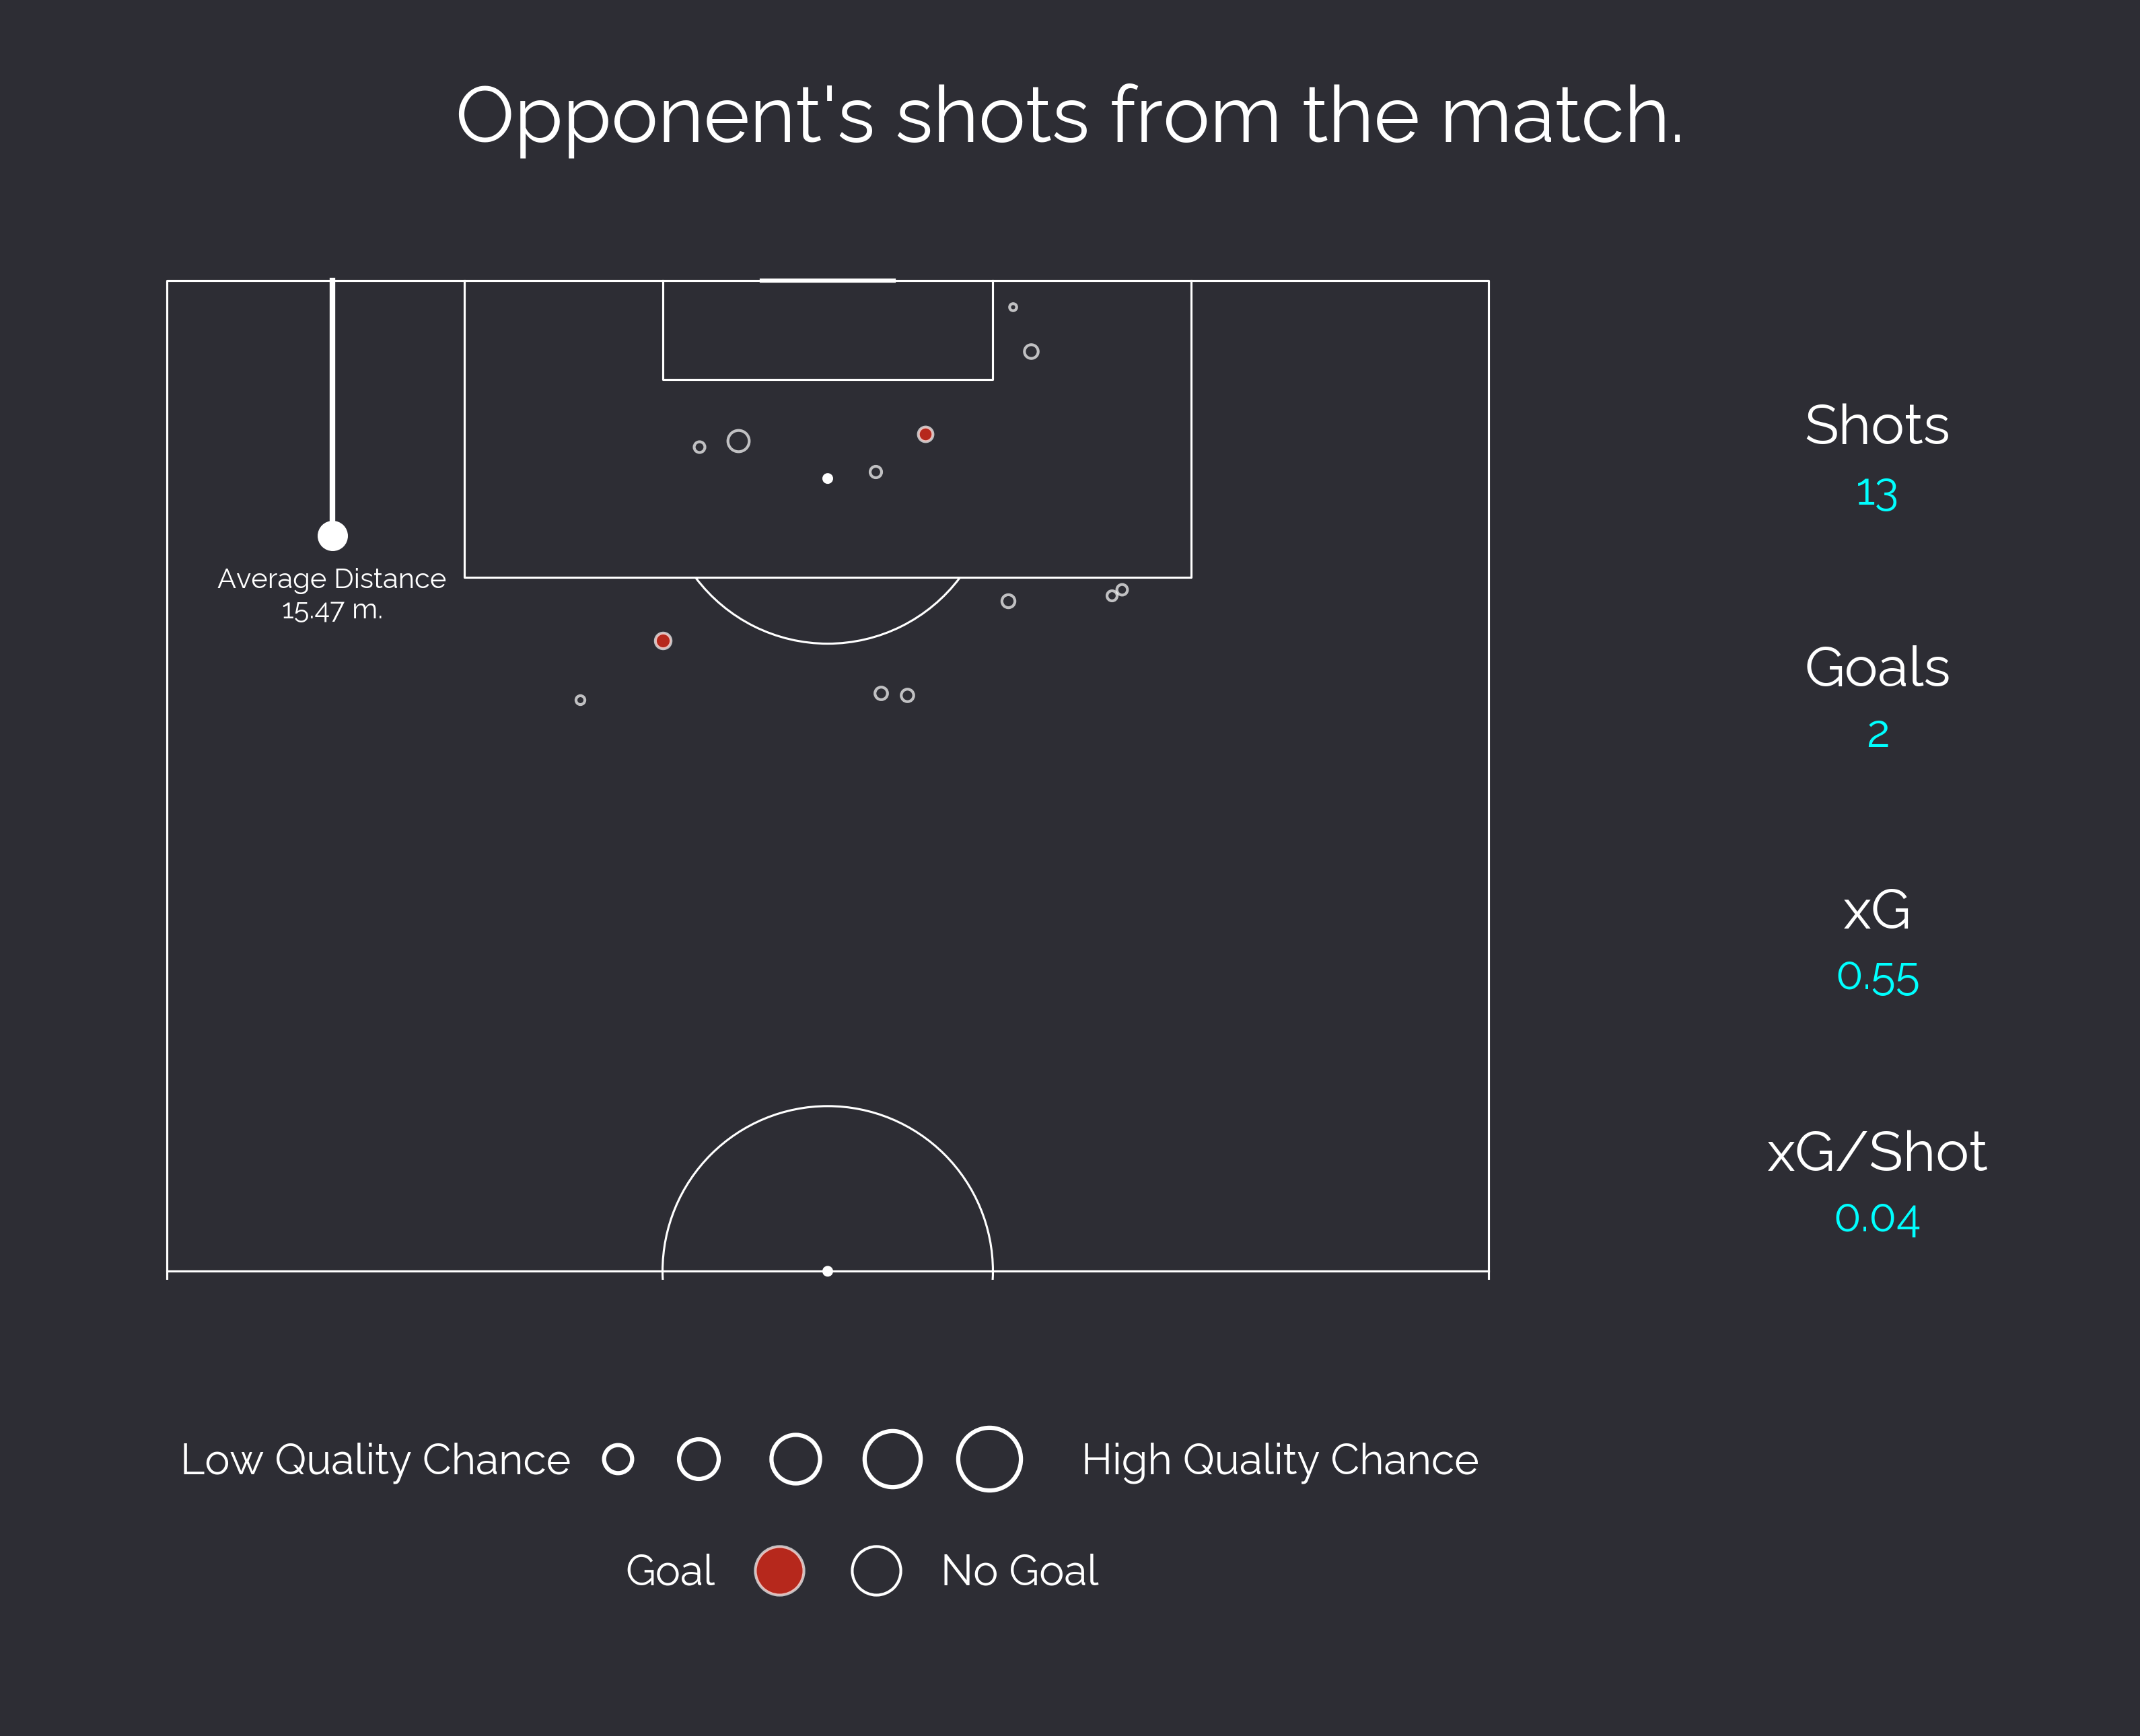 Opponent's shots from the match.
Average Distance
15.47 m.
Shots
13
Goals
2
xG
0.55
xG/Shot
0.04
Low Quality Chance
High Quality Chance
Goal
No Goal